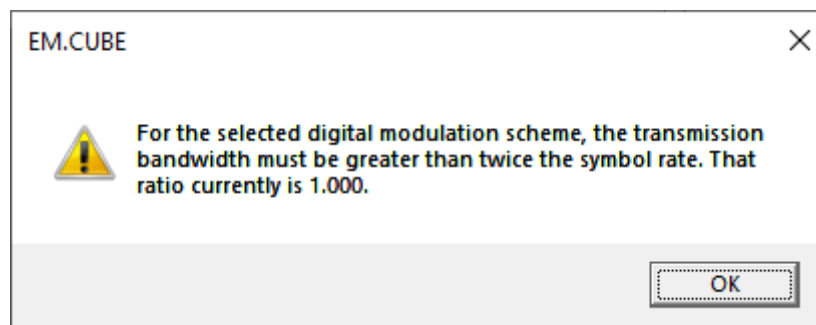 EM.CUBE
For the selected digital modulation scheme, the transmission
bandwidth must be greater than twice the symbol rate. That
ratio currently is 1.000.
OK